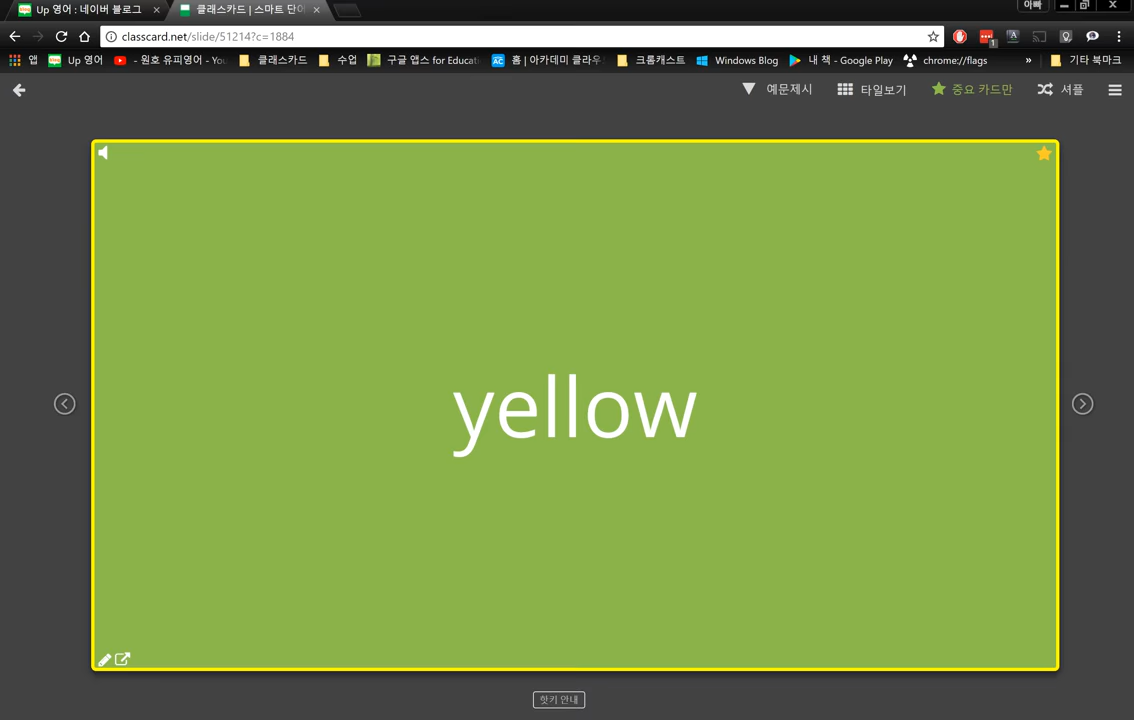 Up 영어 : 네이버 블로그
클래스카드 | 스마트 단어
아빠
classcard.net/slide/51214?c=1884
1
앱
Up 영어
- 원호 유피영어 - You
클래스카드
수업
구글 앱스 for Educati
홈 | 아카데미 클라우
크롬캐스트
Windows Blog
내 책 - Google Play
chrome://flags
»
기타 북마크
예문제시
타일보기
중요 카드만
셔플
yellow
핫키 안내